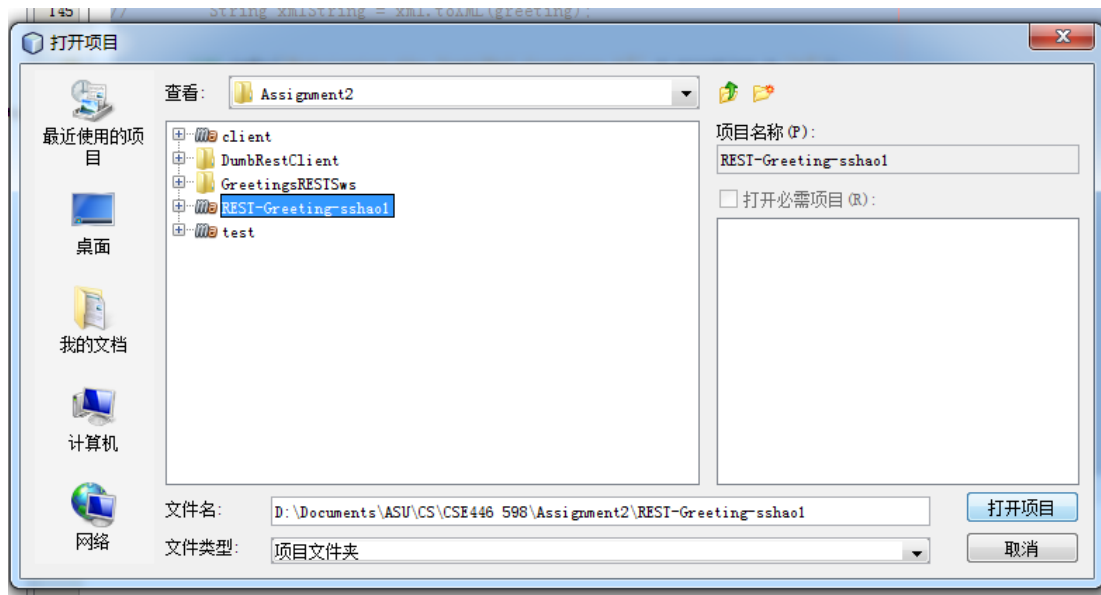 145 // String xmlString = xml.toXML(greeting);
打开项目
查看: Assignment2
最近使用的项
目
桌面
我的文档
计算机
网络
client
DumbRestClient
GreetingsRESTSws
REST-Greeting-sshao1
test
项目名称(P):
REST-Greeting-sshao1
打开必需项目(R):
文件名: D:\Documents\ASU\CS\CSE446 598\Assignment2\REST-Greeting-sshao1
打开项目
文件类型: 项目文件夹
取消